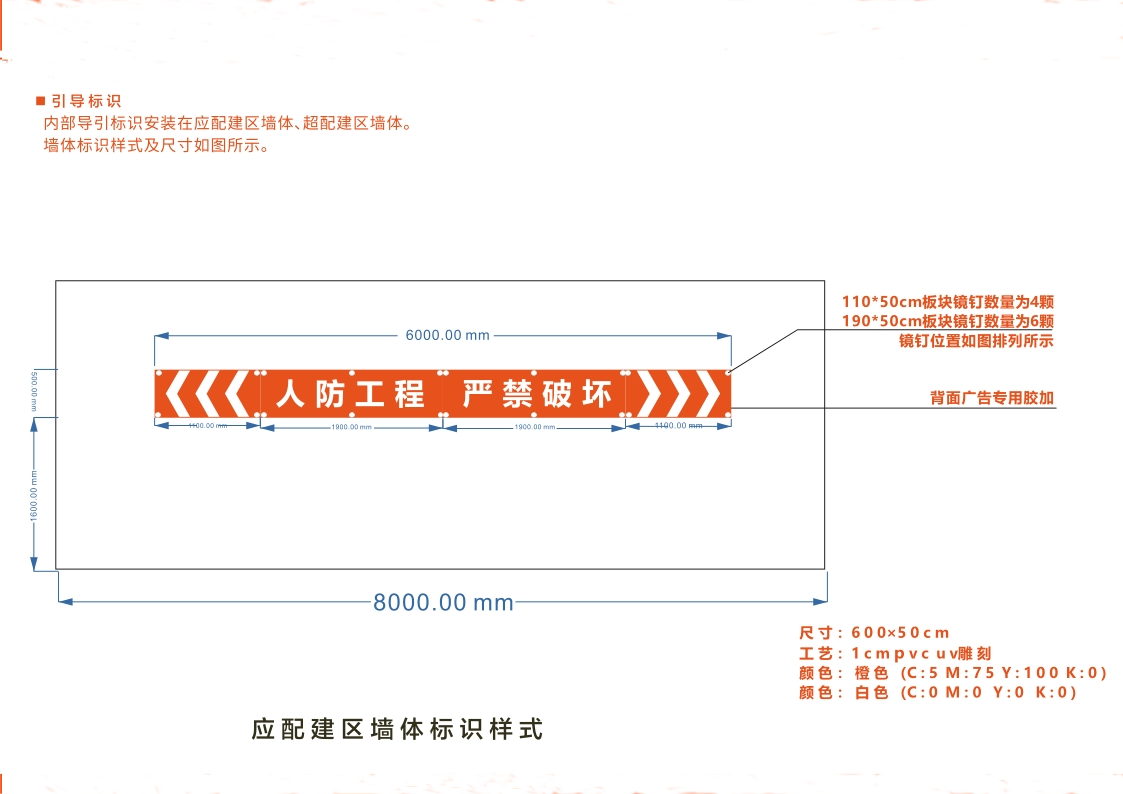 ■ 引导标识
内部导引标识安装在应配建区墙体、超配建区墙体。
墙体标识样式及尺寸如图所示。
110*50cm板块镜钉数量为4颗
190*50cm板块镜钉数量为6颗
镜钉位置如图排列所示
6000.00 mm
500.00 mm
人防工程 严禁破坏
背面广告专用胶加
1100.00 mm
1900.00 mm
1900.00 mm
1100.00 mm
1600.00 mm
8000.00 mm
尺寸：600×50cm
工艺：1cmpvc uv雕刻
颜色：橙色 (C:5 M:75 Y:100 K:0)
颜色：白色 (C:0 M:0 Y:0 K:0)
应配建区墙体标识样式